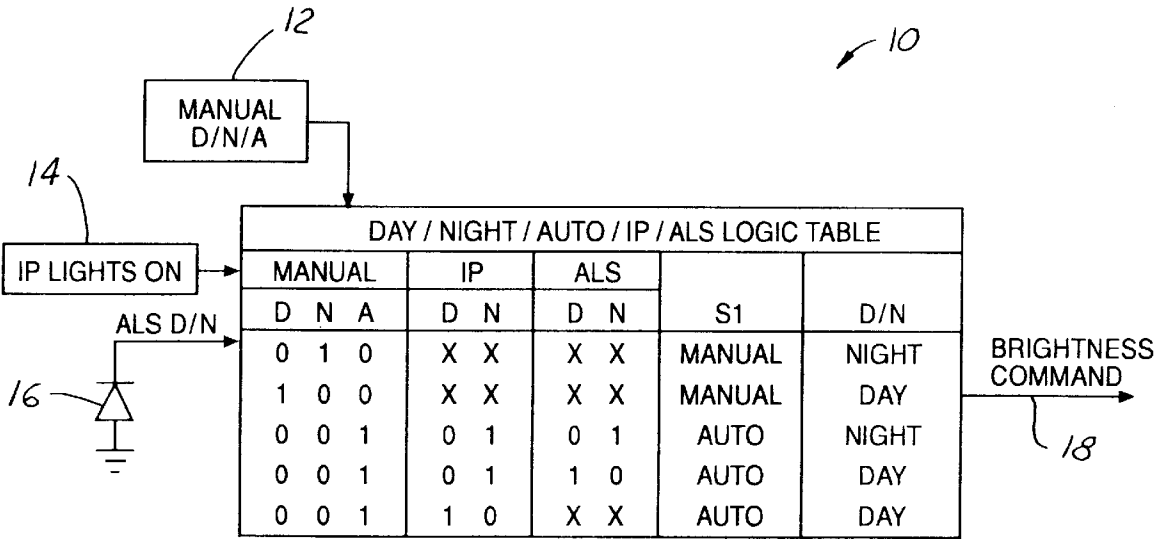 12
10
MANUAL
D/N/A
14
DAY / NIGHT / AUTO / IP / ALS LOGIC TABLE
IP LIGHTS ON
MANUAL IP ALS
D N A D N D N S1 D/N
ALS D/N
0 1 0 X X X X MANUAL NIGHT
BRIGHTNESS
COMMAND
1 0 0 X X X X MANUAL DAY
16
0 0 1 0 1 0 1 AUTO NIGHT
18
0 0 1 0 1 1 0 AUTO DAY
0 0 1 1 0 X X AUTO DAY